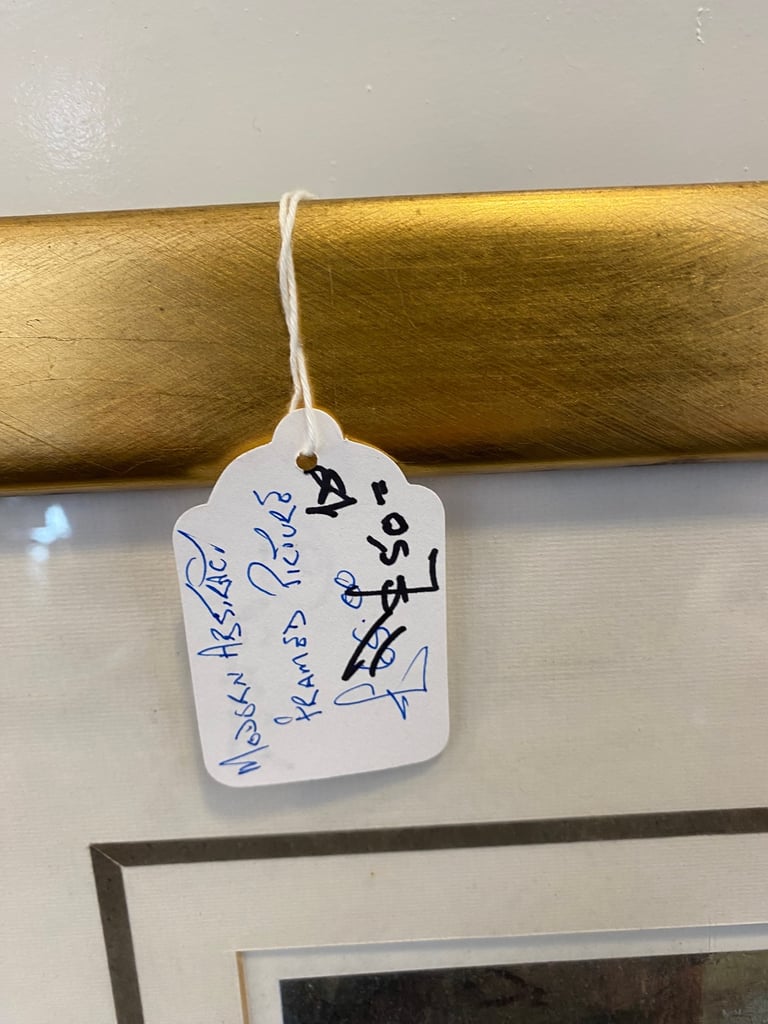 MODERN ABSTRACT
FRAMED PICTURE
£50=